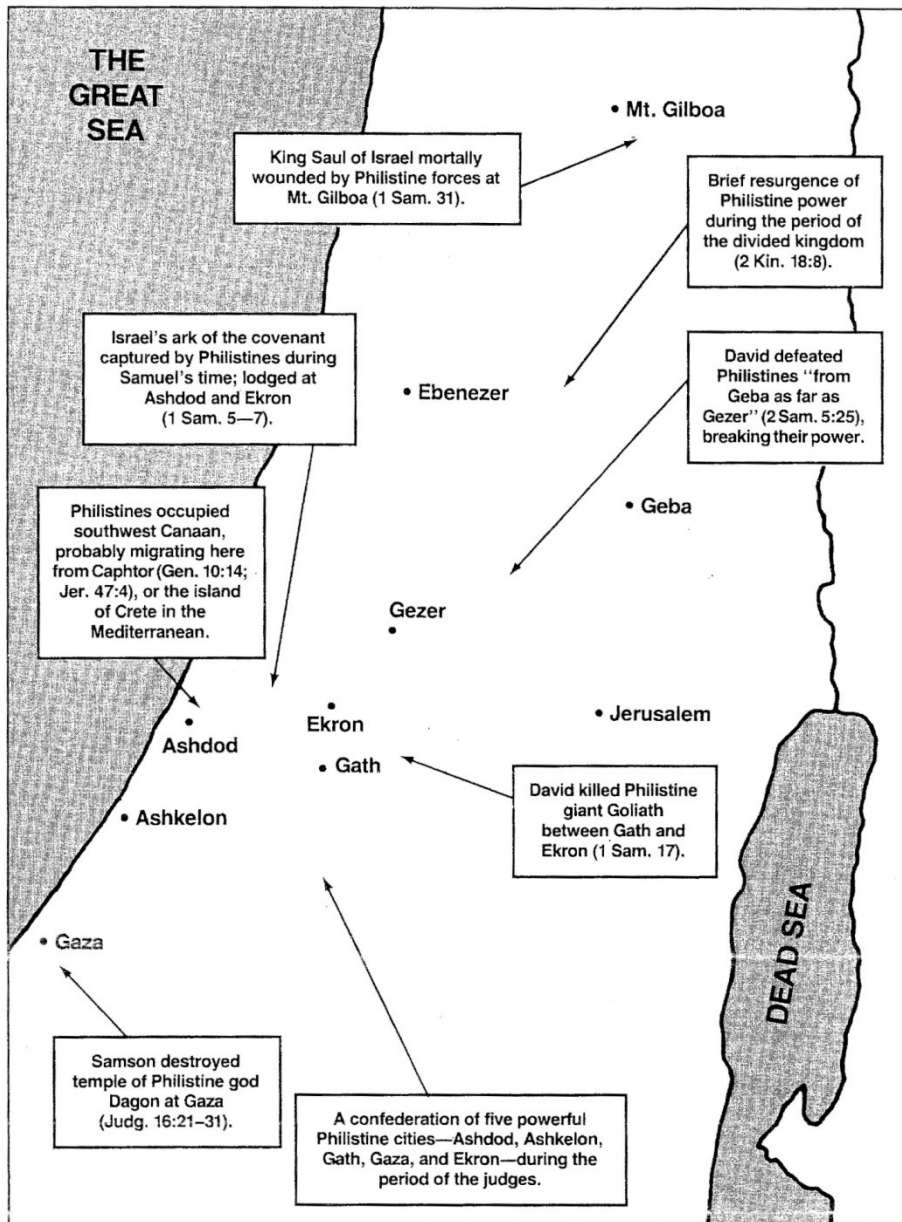 THE
GREAT
SEA
Mt. Gilboa
King Saul of Israel mortally
wounded by Philistine forces at
Mt. Gilboa (1 Sam. 31).
Brief resurgence of
Philistine power
during the period of
the divided kingdom
(2 Kin. 18:8).
Israel's ark of the covenant
captured by Philistines during
Samuel's time; lodged at
Ashdod and Ekron
(1 Sam. 5—7).
Ebenezer
David defeated
Philistines "from
Geba as far as
Gezer" (2 Sam. 5:25),
breaking their power.
Philistines occupied
southwest Canaan,
probably migrating here
from Caphtor (Gen. 10:14;
Jer. 47:4), or the island
of Crete in the
Mediterranean.
Geba
Gezer
Ashdod
Ekron
Jerusalem
Gath
Ashkelon
David killed Philistine
giant Goliath
between Gath and
Ekron (1 Sam. 17).
DEAD SEA
Gaza
Samson destroyed
temple of Philistine god
Dagon at Gaza
(Judg. 16:21–31).
A confederation of five powerful
Philistine cities—Ashdod, Ashkelon,
Gath, Gaza, and Ekron—during the
period of the judges.